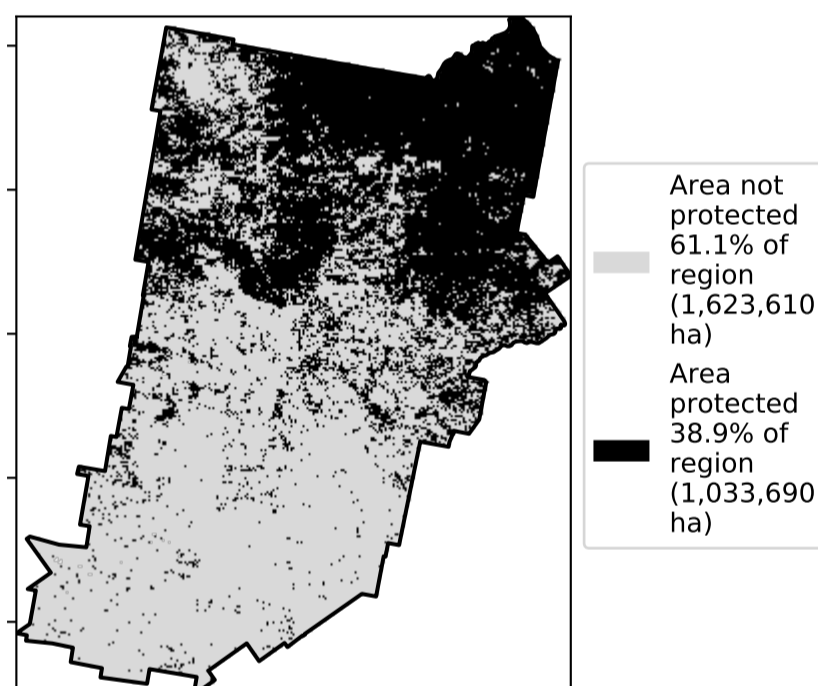 Area not
protected
61.1% of
region
(1,623,610
ha)
Area
protected
38.9% of
region
(1,033,690
ha)